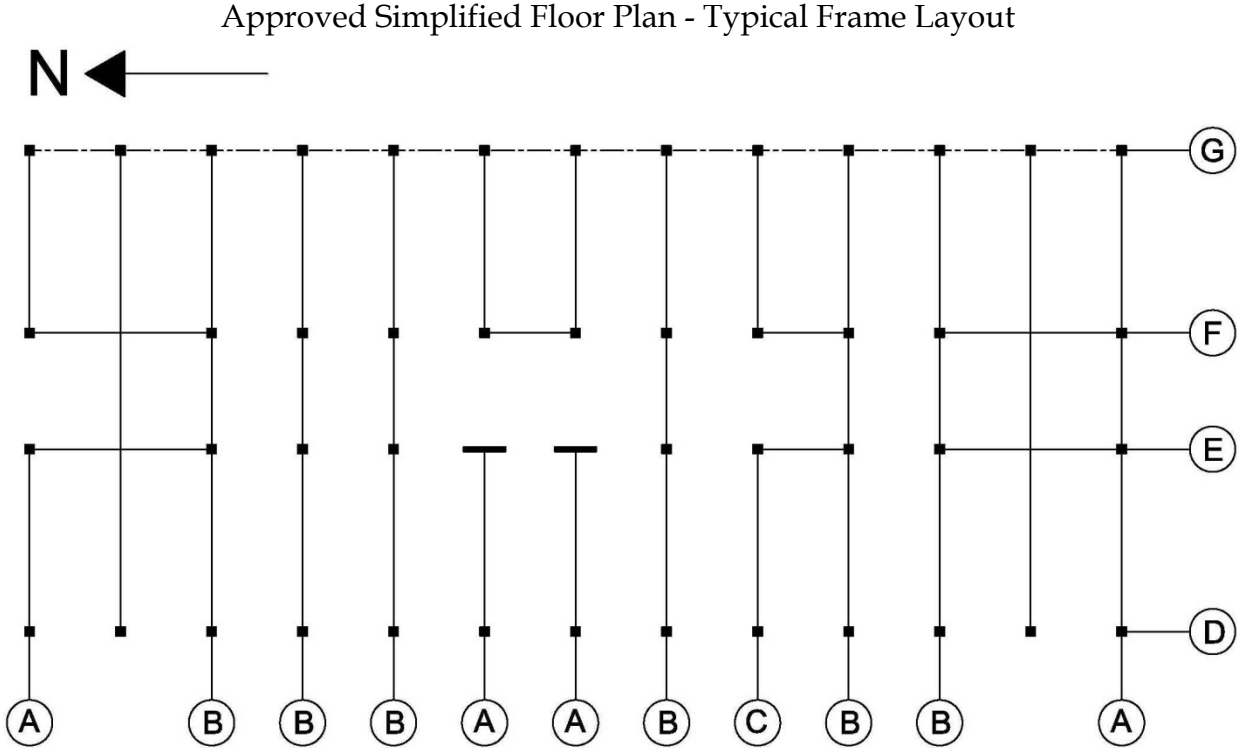 Approved Simplified Floor Plan - Typical Frame Layout
N
G
F
E
D
A B B B A A B C B B A